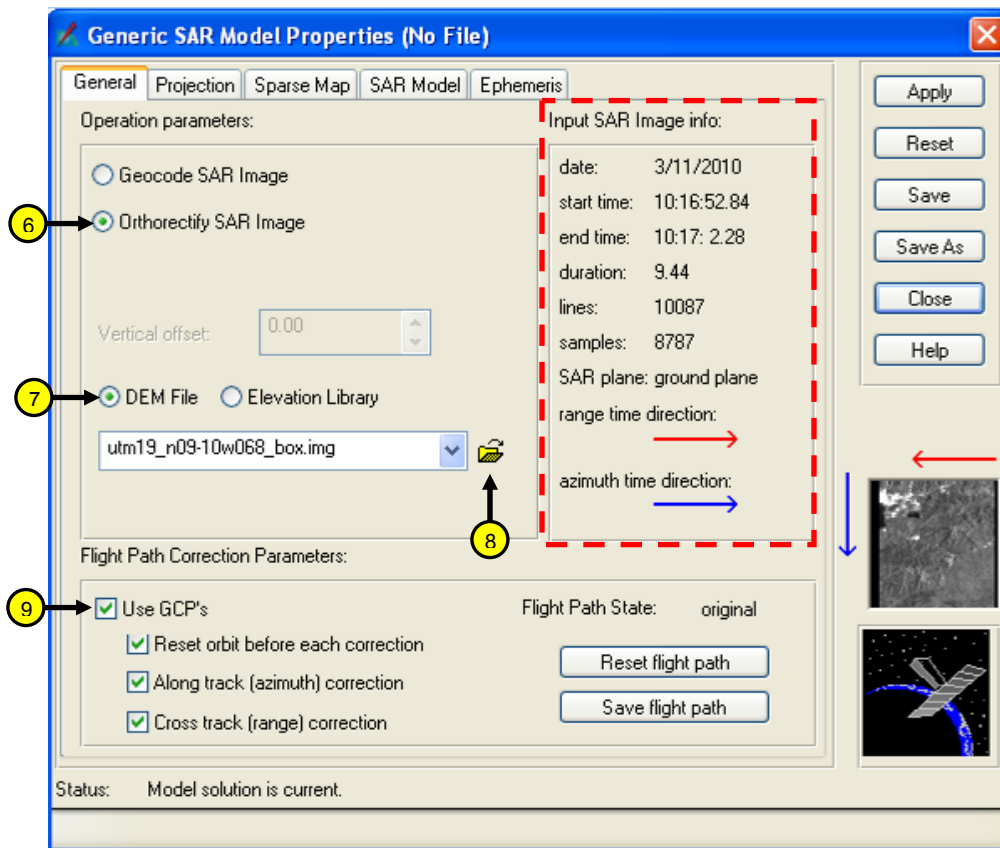 Generic SAR Model Properties (No File)
General Projection Sparse Map SAR Model Ephemeris
Operation parameters:
Geocode SAR Image
6
Orthorectify SAR Image
Vertical offset: 0.00
7
DEM File Elevation Library
utm19_n09-10w068_box.img
8
Input SAR Image info:
date: 3/11/2010
start time: 10:16:52.84
end time: 10:17: 2.28
duration: 9.44
lines: 10087
samples: 8787
SAR plane: ground plane
range time direction:
azimuth time direction:
Flight Path Correction Parameters:
9
Use GCP's
Reset orbit before each correction
Along track (azimuth) correction
Cross track (range) correction
Flight Path State: original
Reset flight path
Save flight path
Apply
Reset
Save
Save As
Close
Help
Status: Model solution is current.